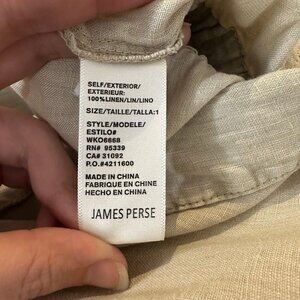 SELF/EXTERIOR/
EXTERIEUR:
100%LINEN/LIN/LINO
SIZE/TAILLE/TALLA:1
STYLE/MODELE/
ESTILO#
WKO6668
RN# 95339
CA# 31092
P.O.#4211600
MADE IN CHINA
FABRIQUE EN CHINE
HECHO EN CHINA
JAMES PERSE